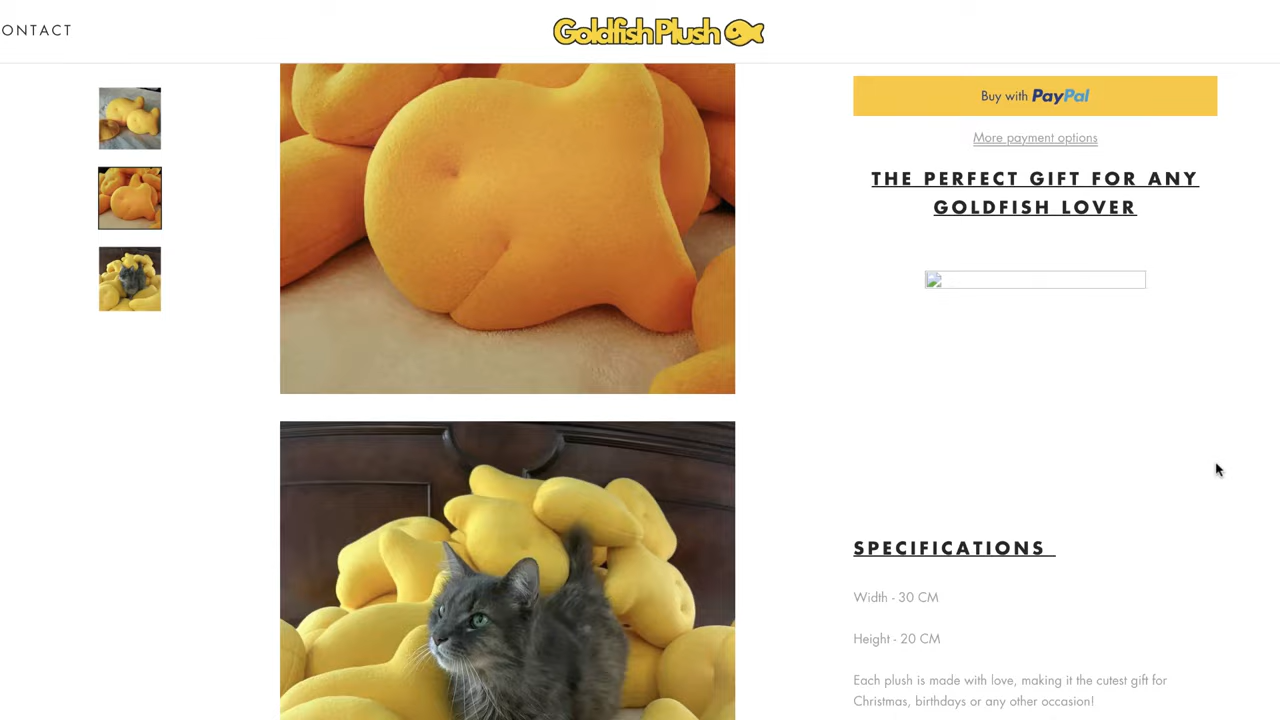 ONTACT
Goldfish Plush
Buy with PayPal
More payment options
THE PERFECT GIFT FOR ANY
GOLDFISH LOVER
SPECIFICATIONS
Width - 30 CM
Height - 20 CM
Each plush is made with love, making it the cutest gift for
Christmas, birthdays or any other occasion!